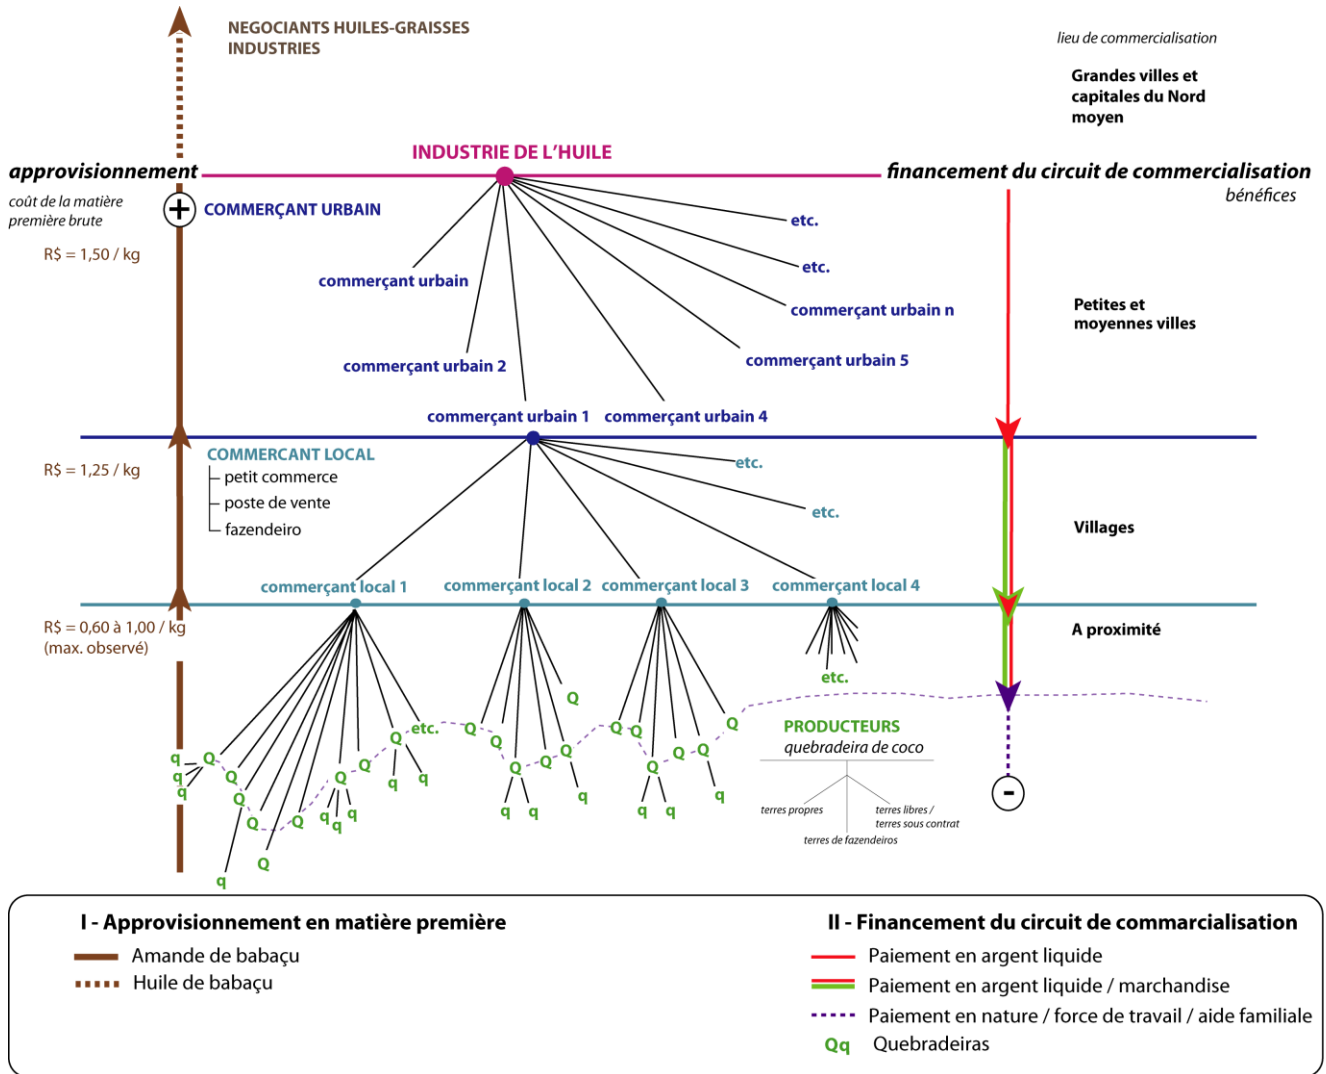 NEGOCIANTS HUILES-GRAISSES
INDUSTRIES
lieu de commercialisation
Grandes villes et
capitales du Nord
moyen
INDUSTRIE DE L'HUILE
approvisionnement
financement du circuit de commercialisation
coût de la matière
première brute
bénéfices
+
COMMERÇANT URBAIN
R$ = 1,50 / kg
etc.
etc.
commerçant urbain
commerçant urbain n
Petites et
moyennes villes
commerçant urbain 2
commerçant urbain 5
commerçant urbain 1
commerçant urbain 4
R$ = 1,25 / kg
COMMERCANT LOCAL
petit commerce
poste de vente
fazendeiro
etc.
etc.
Villages
commerçant local 1
commerçant local 2
commerçant local 3
commerçant local 4
R$ = 0,60 à 1,00 / kg
(max. observé)
A proximité
etc.
Q
etc.
Q Q Q Q Q
Q Q Q Q Q
q Q Q Q Q Q Q Q
q
q
Q
q q
q q q
q q q
q q q
Q Q
Q
q
PRODUCTEURS
quebradeira de coco
terres propres
terres libres /
terres sous contrat
terres de fazendeiros
-
I - Approvisionnement en matière première
Amande de babaçu
Huile de babaçu
II - Financement du circuit de commarcialisation
Paiement en argent liquide
Paiement en argent liquide / marchandise
Paiement en nature / force de travail / aide familiale
Qq Quebradeiras